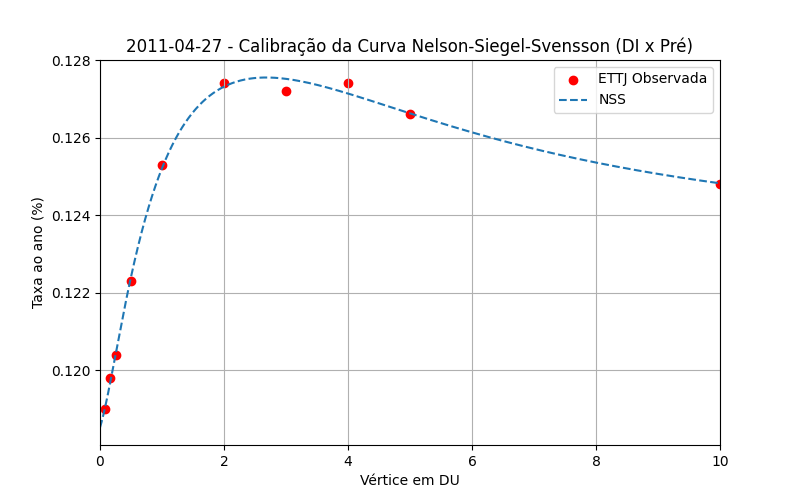 2011-04-27 - Calibração da Curva Nelson-Siegel-Svensson (DI x Pré)
0.128
0.126
0.124
0.122
0.120
Taxa ao ano (%)
ETTJ Observada
NSS
0 2 4 6 8 10
Vértice em DU